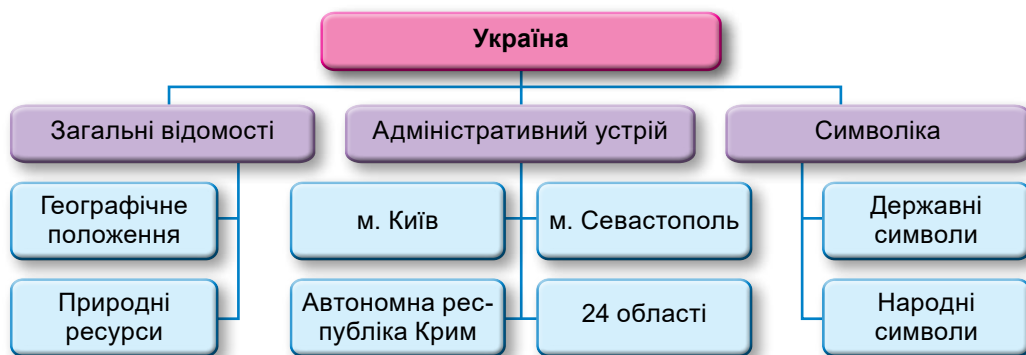 Україна
Загальні відомості
Адміністративний устрій
Символіка
Географічне
положення
м. Київ
м. Севастополь
Державні
символи
Природні
ресурси
Автономна рес-
публіка Крим
24 області
Народні
символи